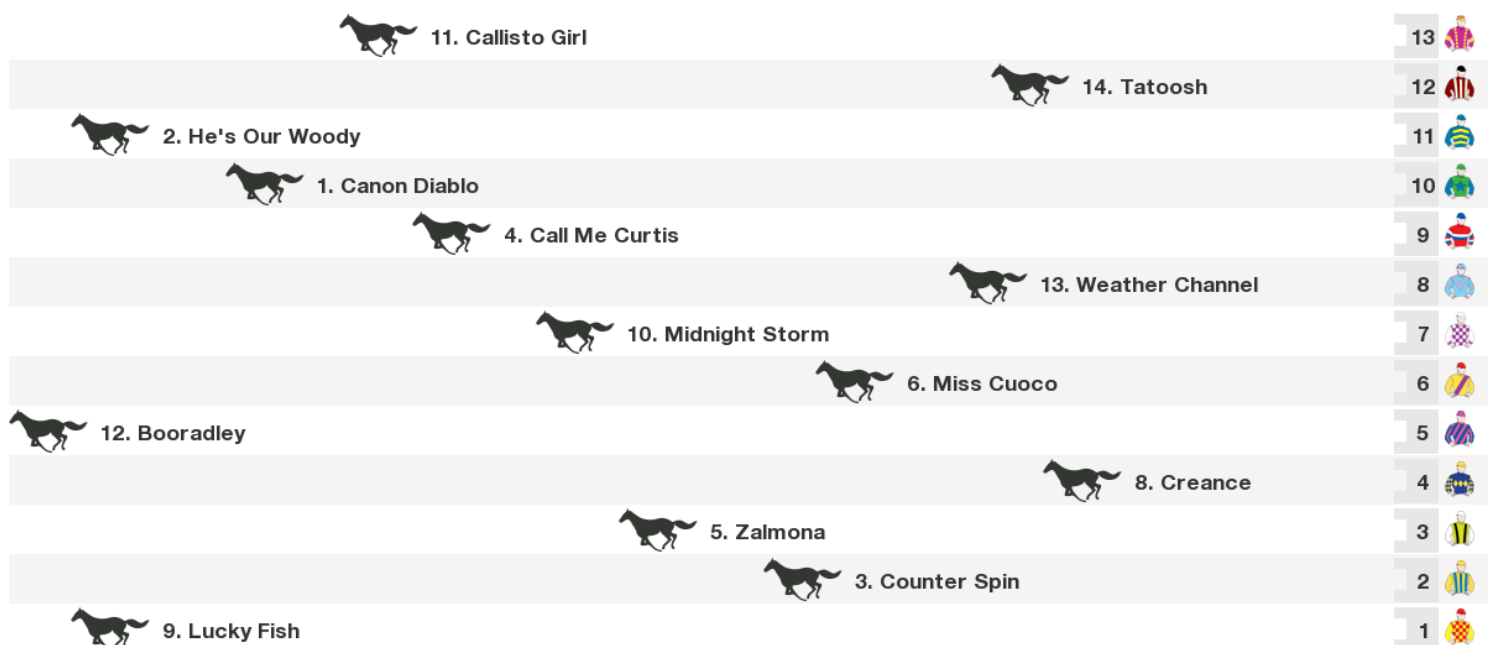 11. Callisto Girl 13
14. Tatoosh 12
2. He's Our Woody 11
1. Canon Diablo 10
4. Call Me Curtis 9
13. Weather Channel 8
10. Midnight Storm 7
6. Miss Cuoco 6
12. Booradley 5
8. Creance 4
5. Zalmona 3
3. Counter Spin 2
9. Lucky Fish 1